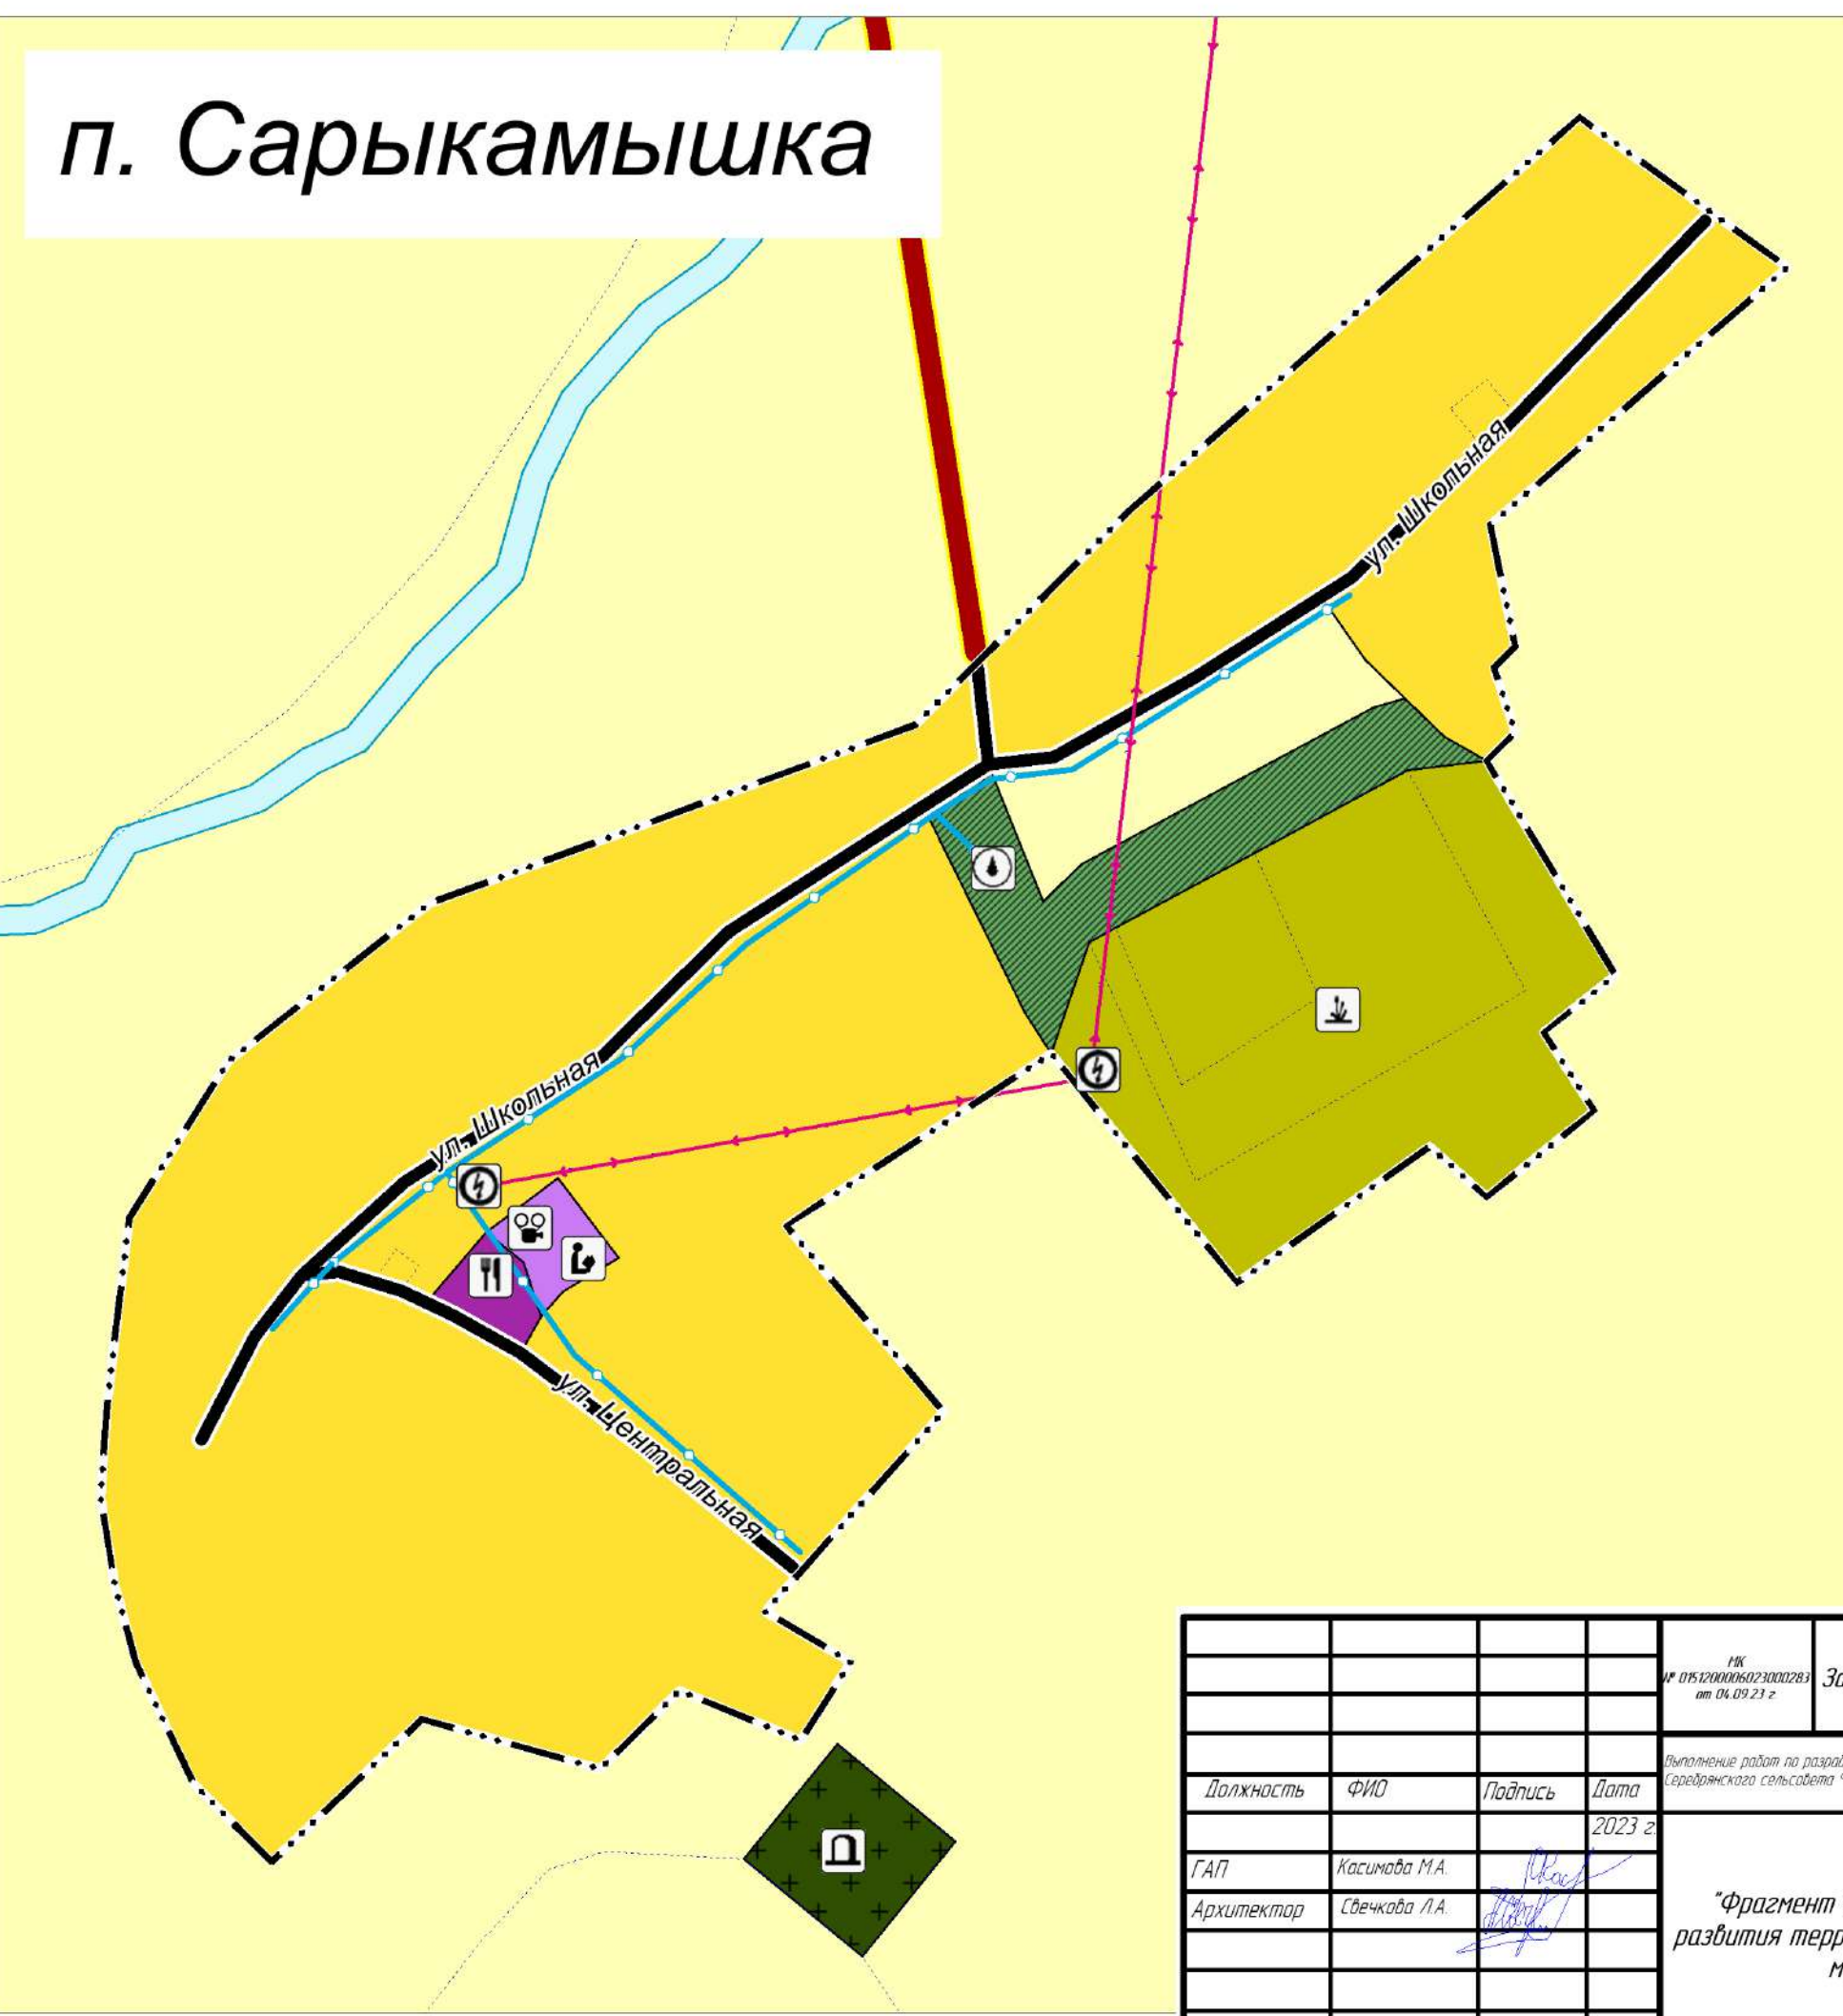 п. Сарыкамышка
ул. Школьная
ул. Школьная
ул. Центральная
МК
№ 0151200006023000283
от 04.09.23 г.
За
Выполнение работ по разраб
Серебрянского сельсовета Ч
Должность ФИО Подпись Дата
2023 г.
ГАП Касимова М.А.
Архитектор Свечкова Л.А.
"Фрагмент
развития терр
м